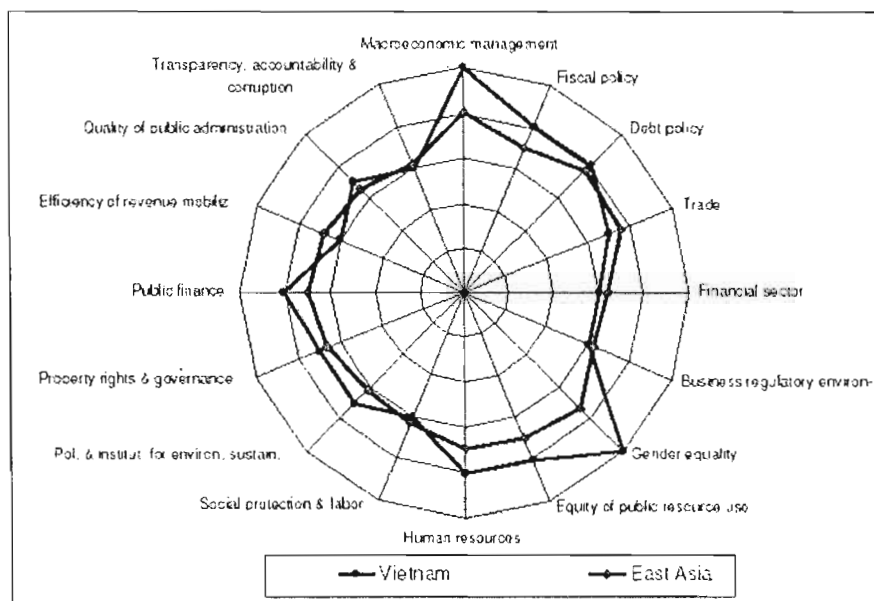 Macroeconomic management
Transparency, accountability &
corruption
Fiscal policy
Quality of public administration
Debt policy
Efficiency of revenue mobiliz
Trade
Public finance
Financial sector
Property rights & governance
Business regulatory environ-
Pol. & institut. for environ. sustain.
Gender equality
Social protection & labor
Equity of public resource use
Human resources
Vietnam
East Asia